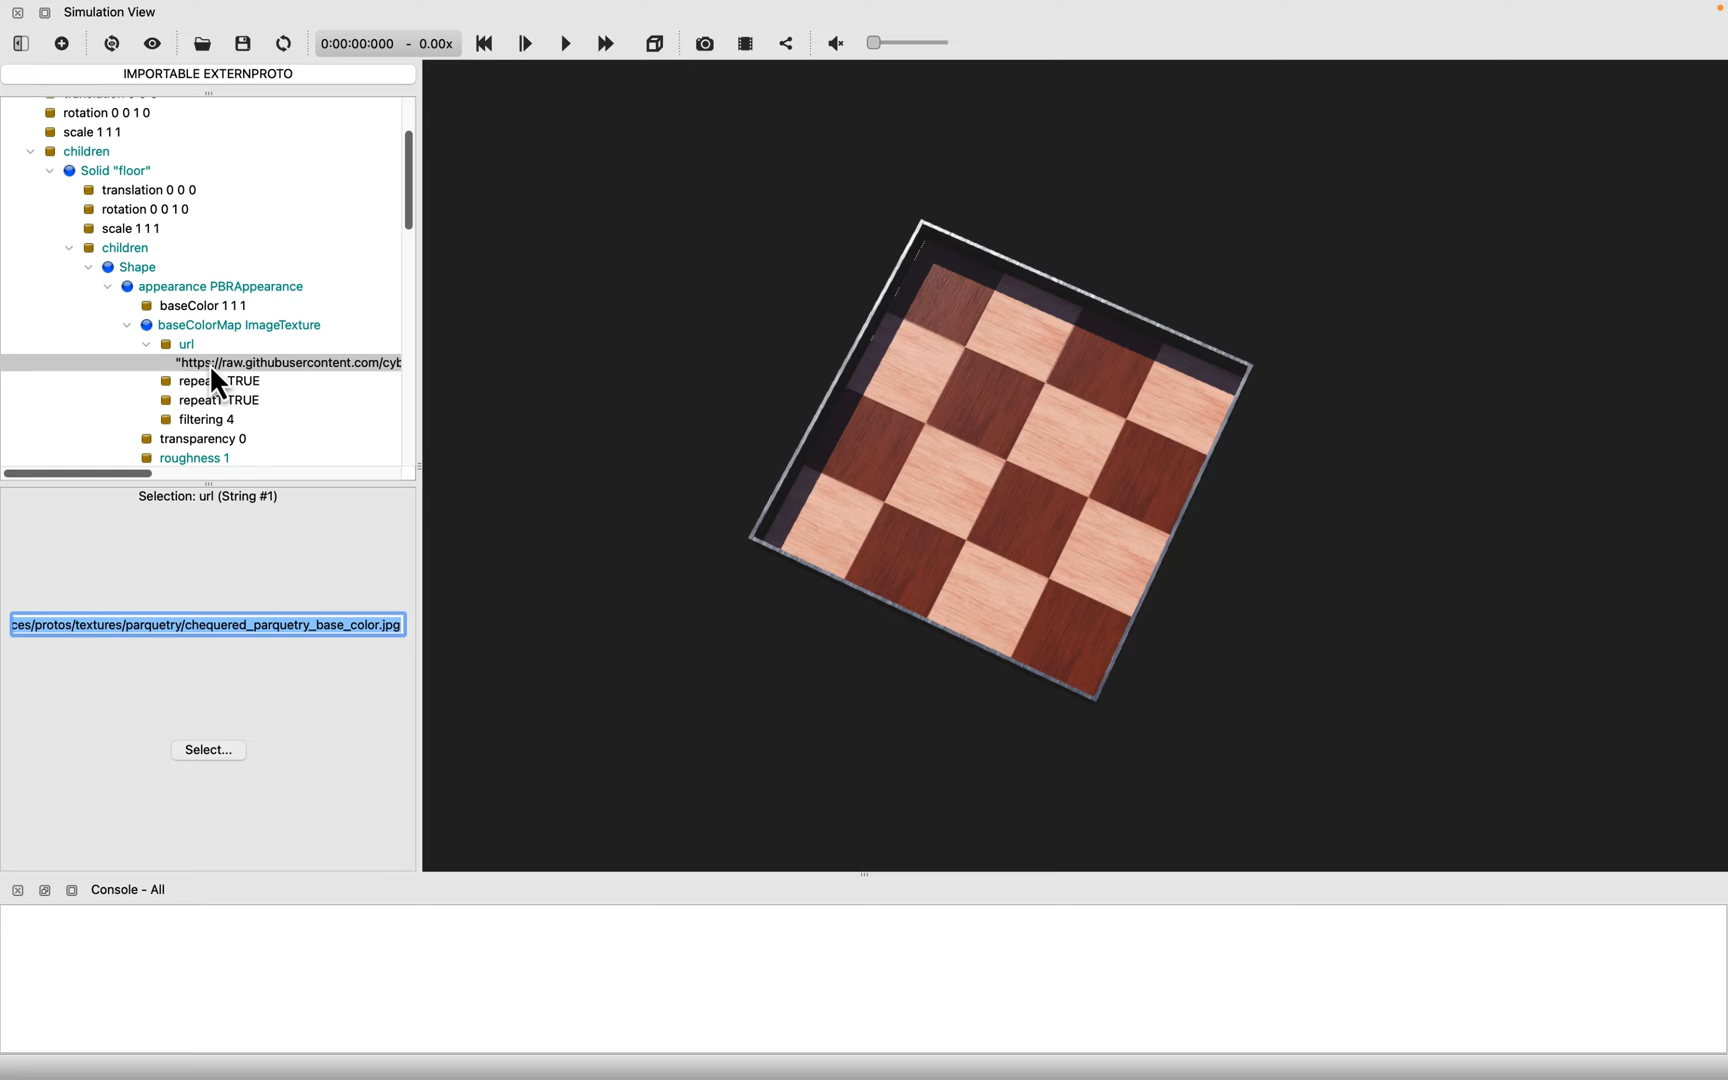 Simulation View
0:00:00:000 - 0.00x
IMPORTABLE EXTERNPROTO
rotation 0 0 1 0
scale 1 1 1
children
Solid "floor"
translation 0 0 0
rotation 0 0 1 0
scale 1 1 1
children
Shape
appearance PBRAppearance
baseColor 1 1 1
baseColorMap ImageTexture
url
"https://raw.githubusercontent.com/cyb
TRUE
TRUE
filtering 4
transparency 0
roughness 1
Selection: url (String #1)
ces/protos/textures/parquetry/chequered_parquetry_base_color.jpg
Select...
Console - All